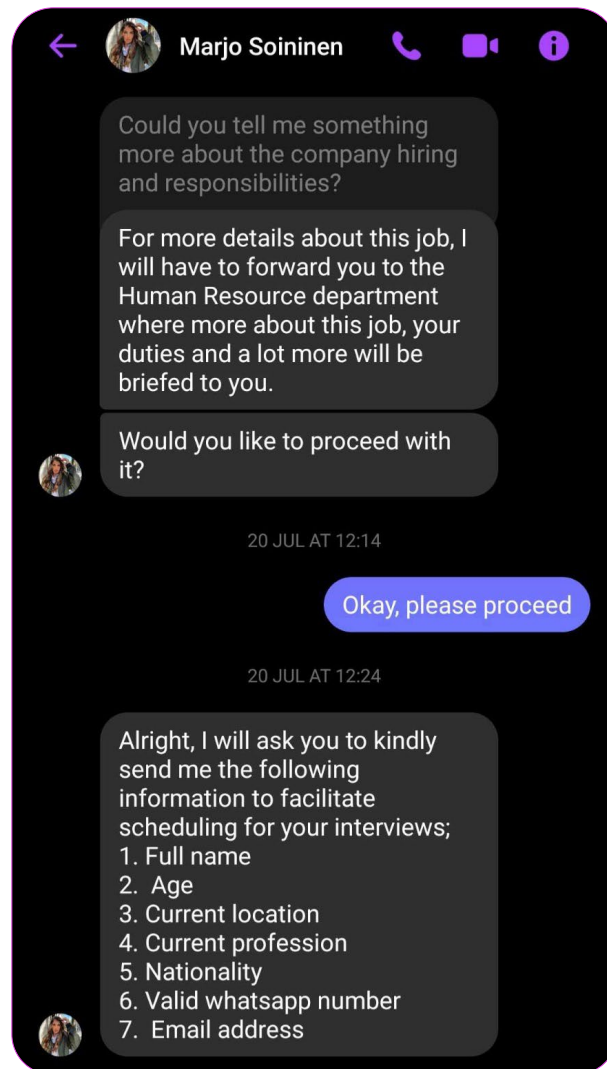 Marjo Soininen
Could you tell me something
more about the company hiring
and responsibilities?
For more details about this job, I
will have to forward you to the
Human Resource department
where more about this job, your
duties and a lot more will be
briefed to you.
Would you like to proceed with
it?
20 JUL AT 12:14
Okay, please proceed
20 JUL AT 12:24
Alright, I will ask you to kindly
send me the following
information to facilitate
scheduling for your interviews;
1. Full name
2. Age
3. Current location
4. Current profession
5. Nationality
6. Valid whatsapp number
7. Email address